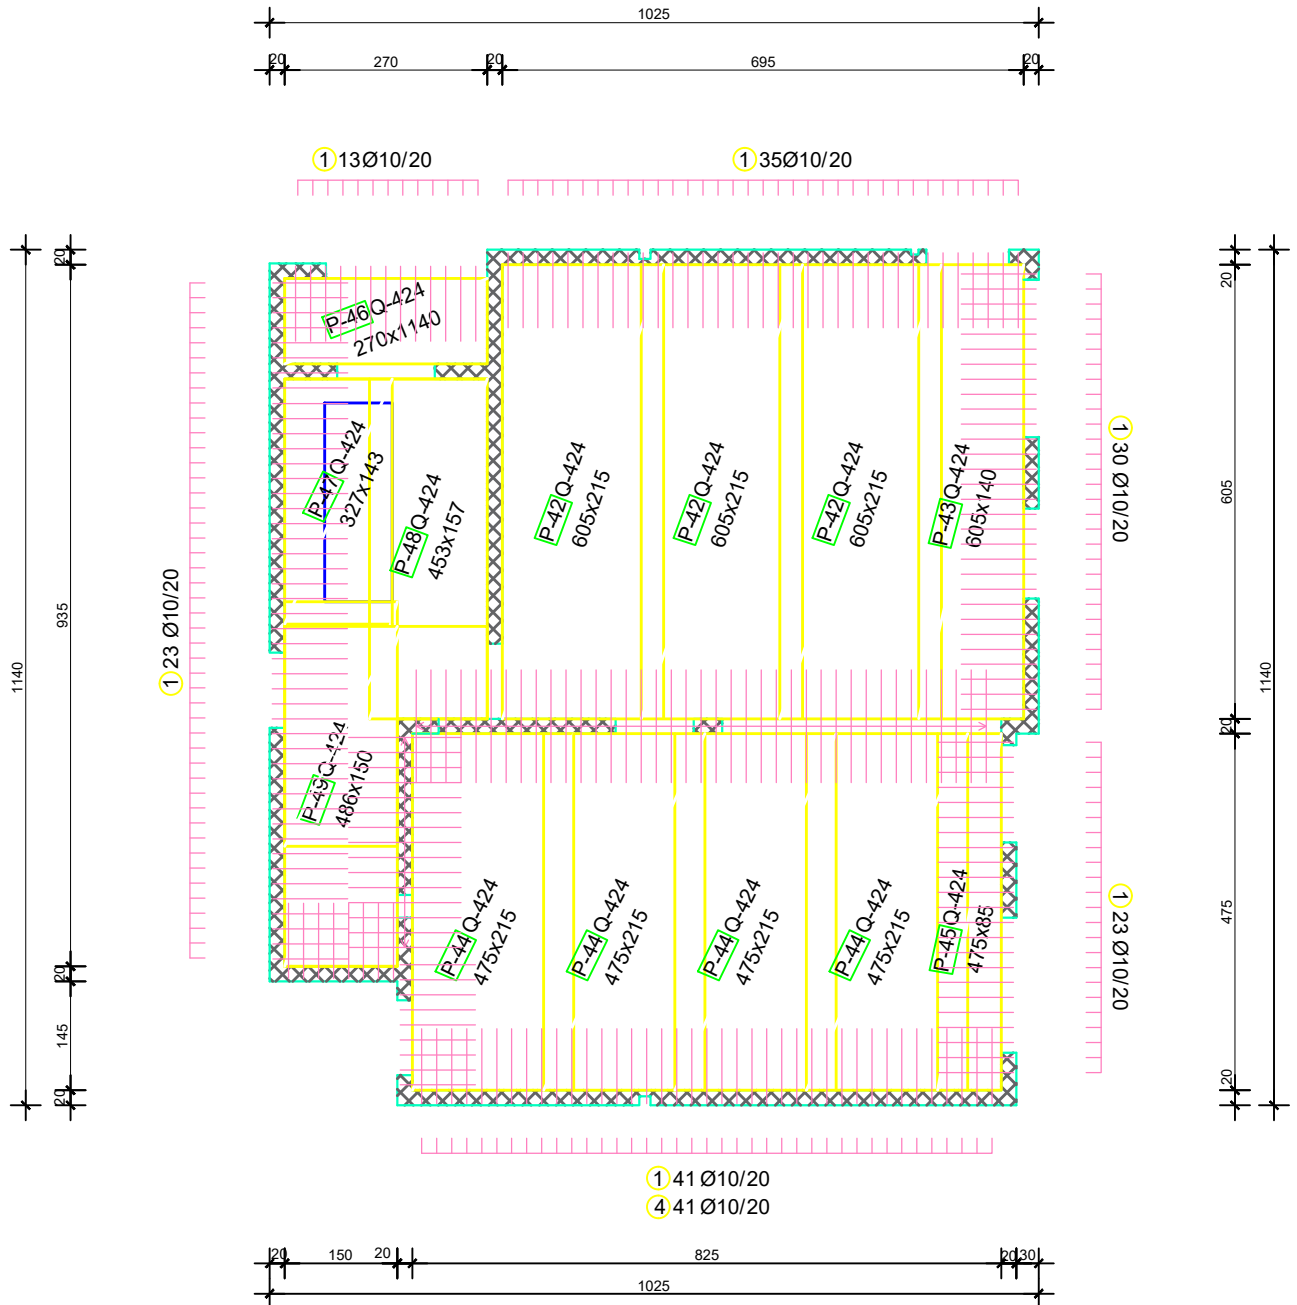 1025
20 270 20 695 20
1 13Ø10/20
1 35Ø10/20
20
935
20
145
20
1140
20
605
20
475
20
1140
1 23 Ø10/20
1 30 Ø10/20
1 23 Ø10/20
P-46 Q-424
270x1140
P-47 Q-424
327x143
P-48 Q-424
453x157
P-42 Q-424
605x215
P-42 Q-424
605x215
P-42 Q-424
605x215
P-43 Q-424
605x140
P-49 Q-424
486x150
P-44 Q-424
475x215
P-44 Q-424
475x215
P-44 Q-424
475x215
P-44 Q-424
475x215
P-45 Q-424
475x85
1 41 Ø10/20
4 41 Ø10/20
20 150 20 825 20 30
1025